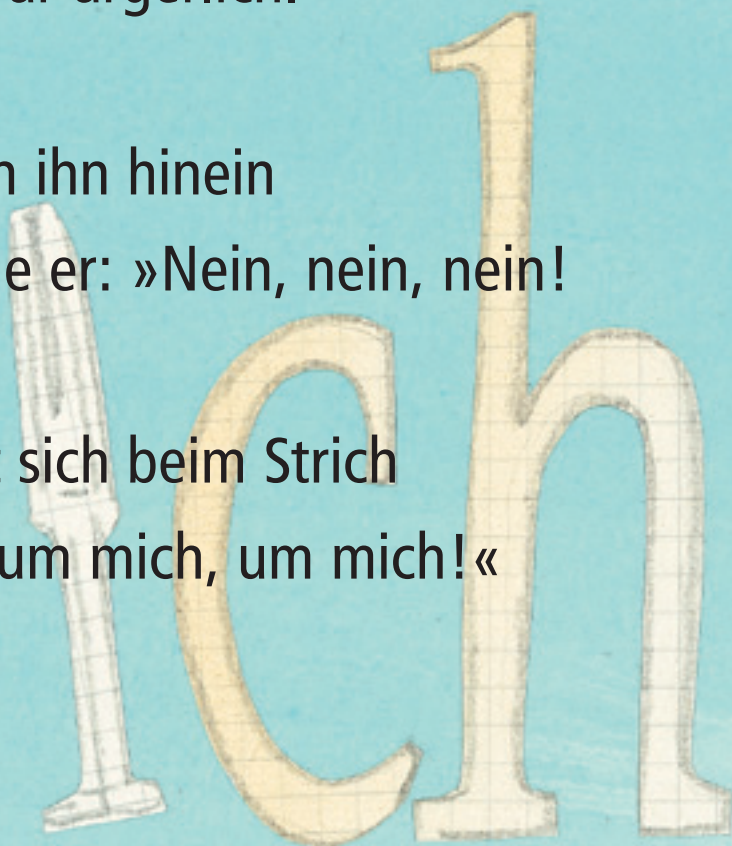 ihn hinein
e er: »Nein, nein, nein!
sich beim Strich
um mich, um mich!«
ich